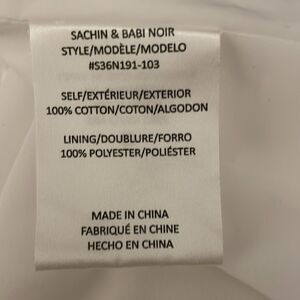 SACHIN & BABI NOIR
STYLE/MODÈLE/MODELO
#S36N191-103
SELF/EXTÉRIEUR/EXTERIOR
100% COTTON/COTON/ALGODON
LINING/DOUBLURE/FORRO
100% POLYESTER/POLIÉSTER
MADE IN CHINA
FABRIQUÉ EN CHINE
HECHO EN CHINA